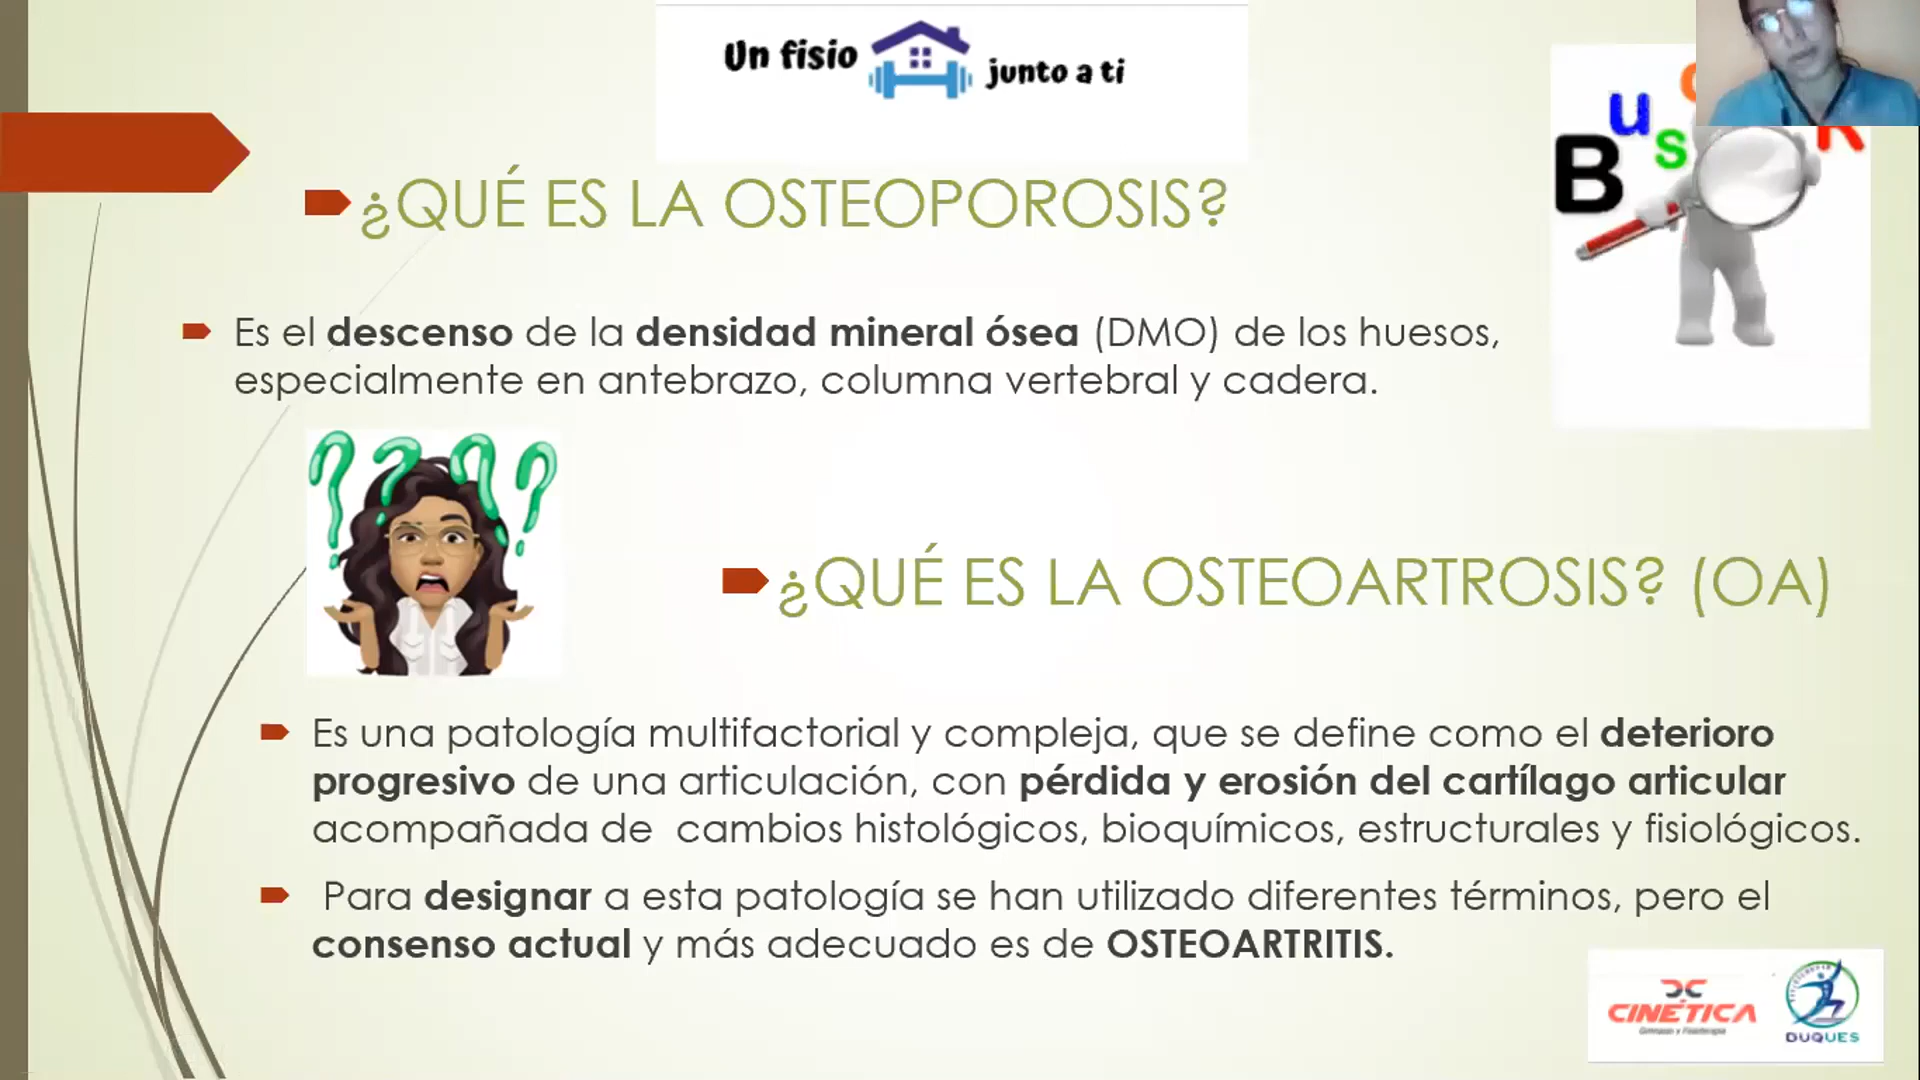 Un fisio junto a ti
Bus R
¿QUÉ ES LA OSTEOPOROSIS?
Es el descenso de la densidad mineral ósea (DMO) de los huesos,
especialmente en antebrazo, columna vertebral y cadera.
????
¿QUÉ ES LA OSTEOARTROSIS? (OA)
Es una patología multifactorial y compleja, que se define como el deterioro
progresivo de una articulación, con pérdida y erosión del cartílago articular
acompañada de cambios histológicos, bioquímicos, estructurales y fisiológicos.
Para designar a esta patología se han utilizado diferentes términos, pero el
consenso actual y más adecuado es de OSTEOARTRITIS.
CINÉTICA
Gimnasio y Fisioterapia
DUQUES